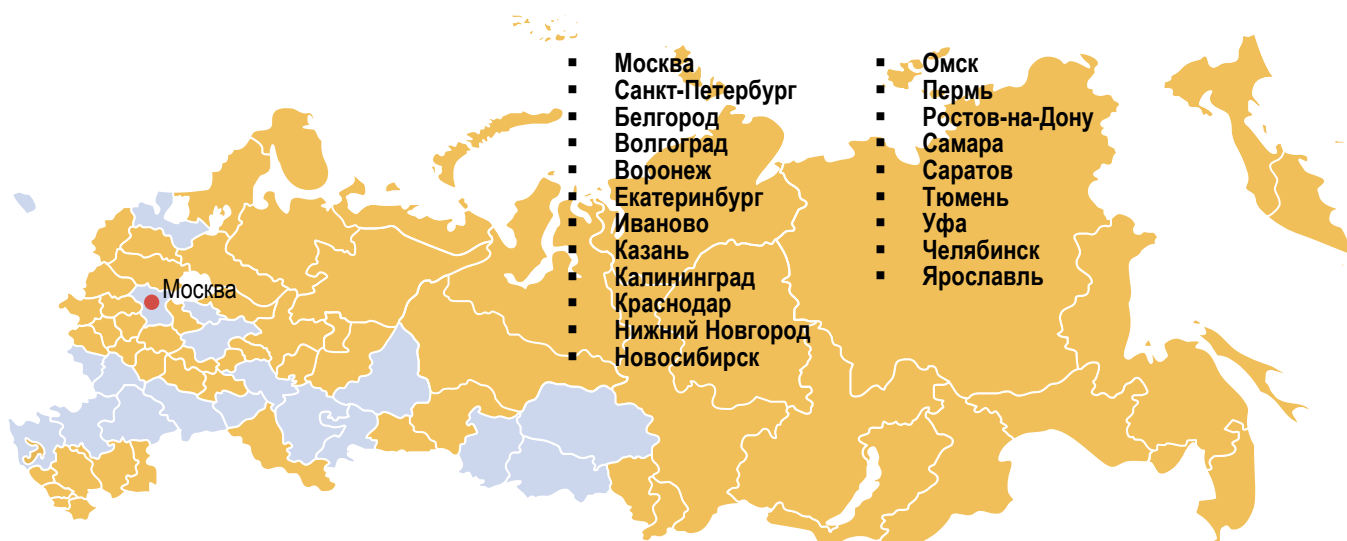 Москва
Санкт-Петербург
Белгород
Волгоград
Воронеж
Екатеринбург
Иваново
Казань
Калининград
Краснодар
Нижний Новгород
Новосибирск
Омск
Пермь
Ростов-на-Дону
Самара
Саратов
Тюмень
Уфа
Челябинск
Ярославль
Москва